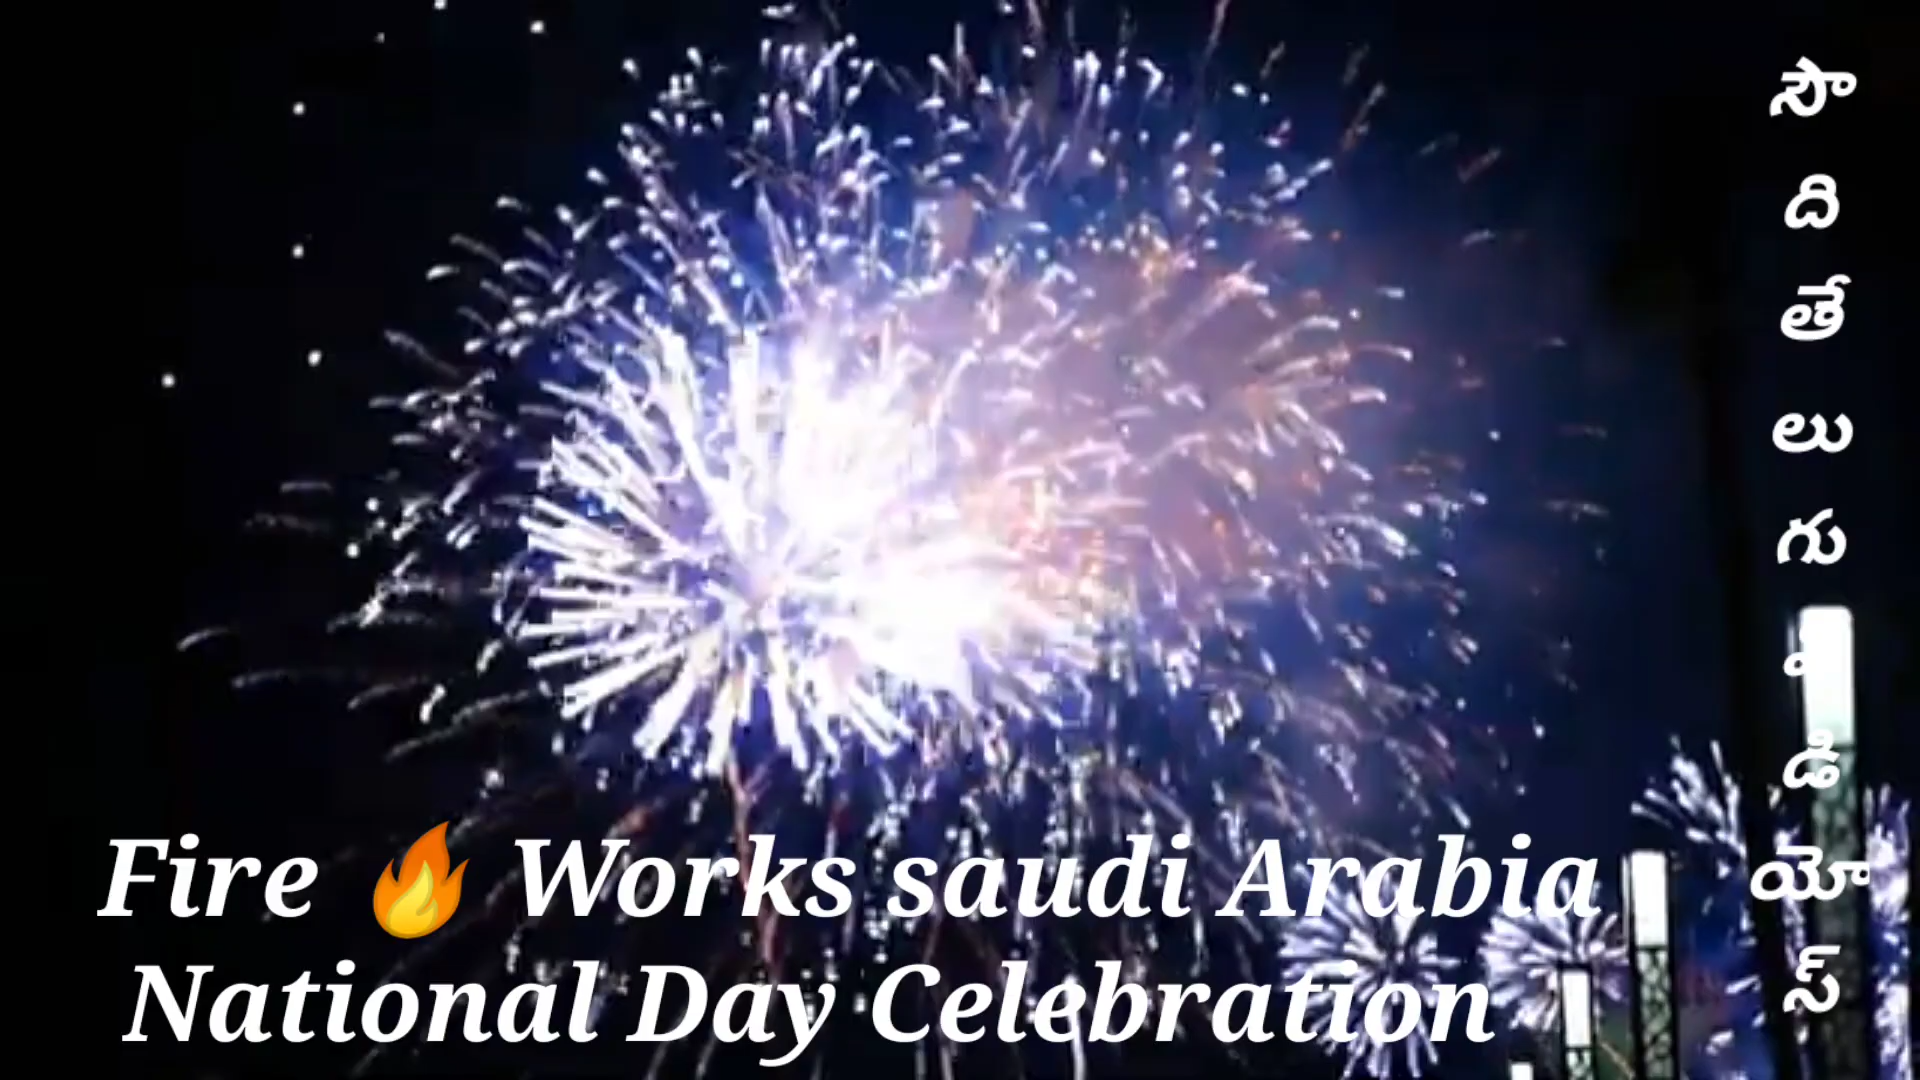 Fire 🔥 Works saudi Arabia
National Day Celebration
సౌ
ది
తే
లు
గు
డి
యో
స్